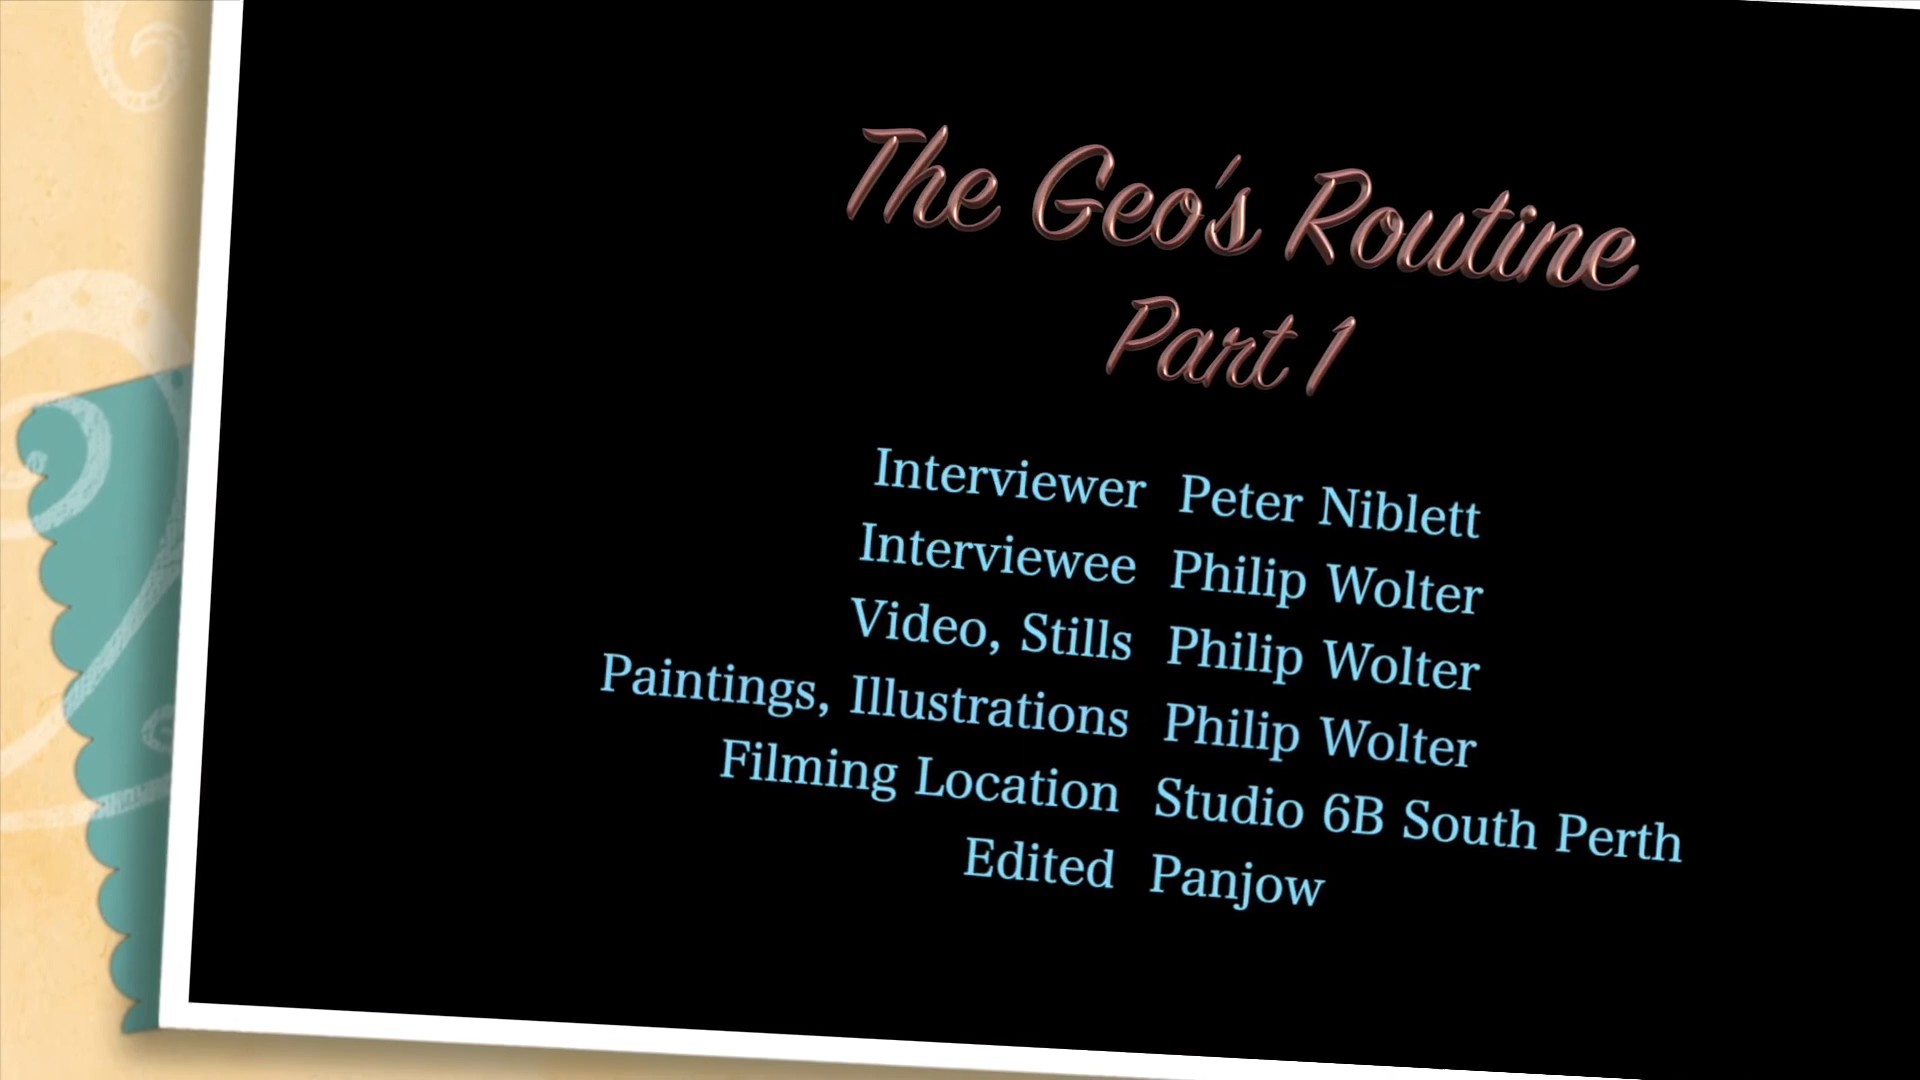 The Geo's Routine
Part 1
Interviewer Peter Niblett
Interviewee Philip Wolter
Video, Stills Philip Wolter
Paintings, Illustrations Philip Wolter
Filming Location Studio 6B South Perth
Edited Panjow